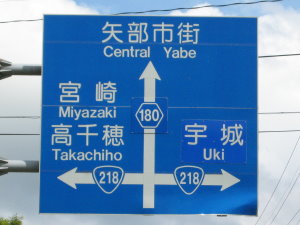 矢部市街
Central Yabe
宮崎
Miyazaki
高千穂
Takachiho
180
宇城
Uki
218
218